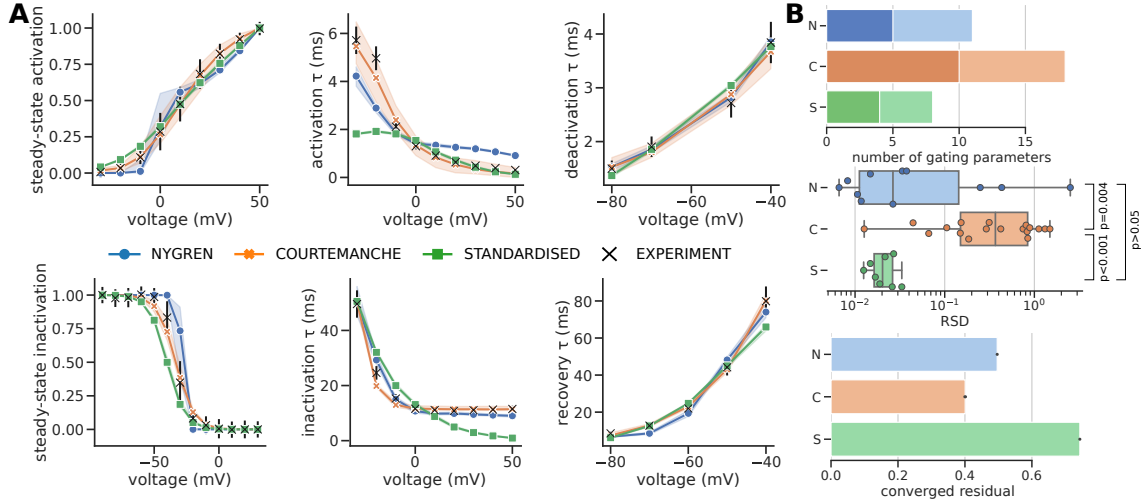 A
steady-state activation
1.00
0.75
0.50
0.25
0.00
0
50
voltage (mV)
activation τ (ms)
6
4
2
0
0
50
voltage (mV)
deactivation τ (ms)
4
3
2
−80
−60
−40
voltage (mV)
NYGREN
COURTEMANCHE
STANDARDISED
EXPERIMENT
steady-state inactivation
1.00
0.75
0.50
0.25
0.00
−50
0
voltage (mV)
inactivation τ (ms)
40
20
0
0
50
voltage (mV)
recovery τ (ms)
80
60
40
20
−80
−60
−40
voltage (mV)
B
N
C
S
0
5
10
15
number of gating parameters
N
C
S
10⁻²
10⁻¹
10⁰
RSD
p<0.001
p=0.004
p>0.05
N
C
S
0.0
0.2
0.4
0.6
converged residual